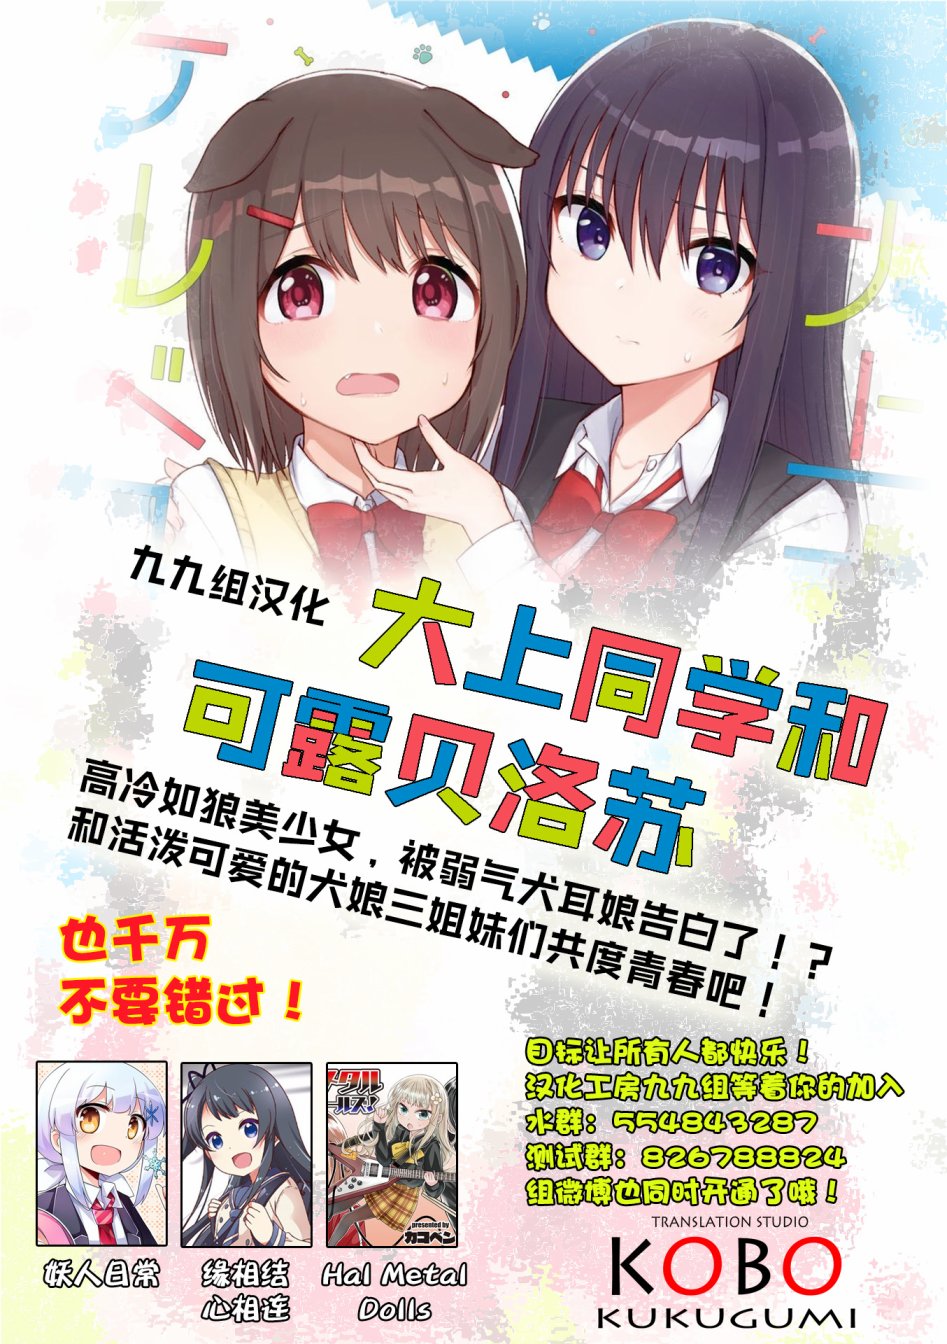 九九组汉化
大上同学和
可露贝洛苏
高冷如狼美少女，被弱气犬耳娘告白了！？
和活泼可爱的犬娘三姐妹们共度青春吧！
也千万
不要错过！
目标让所有人都快乐！
汉化工房九九组等着你的加入
水群：554843287
测试群：826788824
组微博也同时开通了哦！
TRANSLATION STUDIO
KOBO
KUKUGUMI
妖人日常
缘相结
心相连
メタル
ールズ!
presented by
カコペン
Hal Metal
Dolls